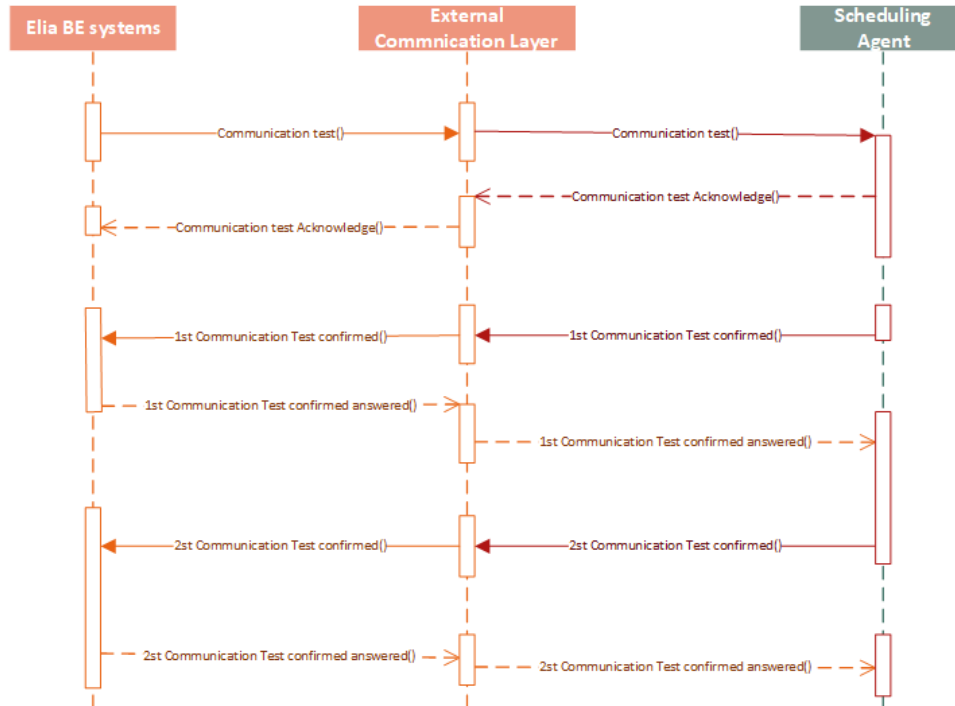 Elia BE systems
External
Commnication Layer
Scheduling
Agent
Communication test()
Communication test()
Communication test Acknowledge()
Communication test Acknowledge()
1st Communication Test confirmed()
1st Communication Test confirmed()
1st Communication Test confirmed answered()
1st Communication Test confirmed answered()
2st Communication Test confirmed()
2st Communication Test confirmed()
2st Communication Test confirmed answered()
2st Communication Test confirmed answered()